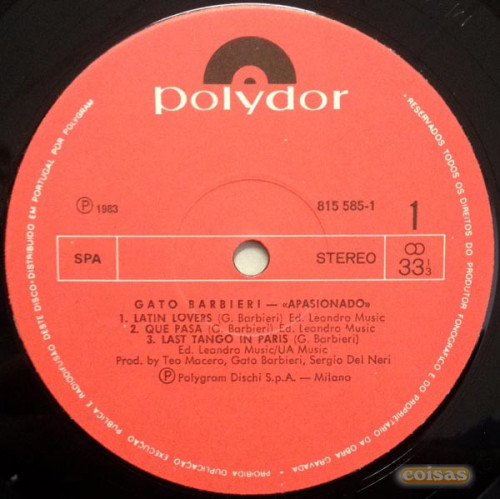 polydor
Ⓟ 1983
815 585-1
1
SPA
STEREO
33 1/3
GATO BARBIERI — «APASIONADO»
1. LATIN LOVERS (G. Barbieri) Ed. Leandro Music
2. QUE PASA (G. Barbieri) Ed. Leandro Music
3. LAST TANGO IN PARIS (G. Barbieri)
Ed. Leandro Music/UA Music
Prod. by Teo Macero, Gato Barbieri, Sergio Del Neri
Ⓟ Polygram Dischi S.p.A. — Milano
• RESERVADOS TODOS OS DIREITOS DO PRODUTOR FONOGRÁFICO E DO PROPRIETÁRIO DA OBRA GRAVADA • PROIBIDA DUPLICAÇÃO, EXECUÇÃO PÚBLICA E RADIODIFUSÃO DESTE DISCO • DISTRIBUIDO EM PORTUGAL POR POLYGRAM
coisas